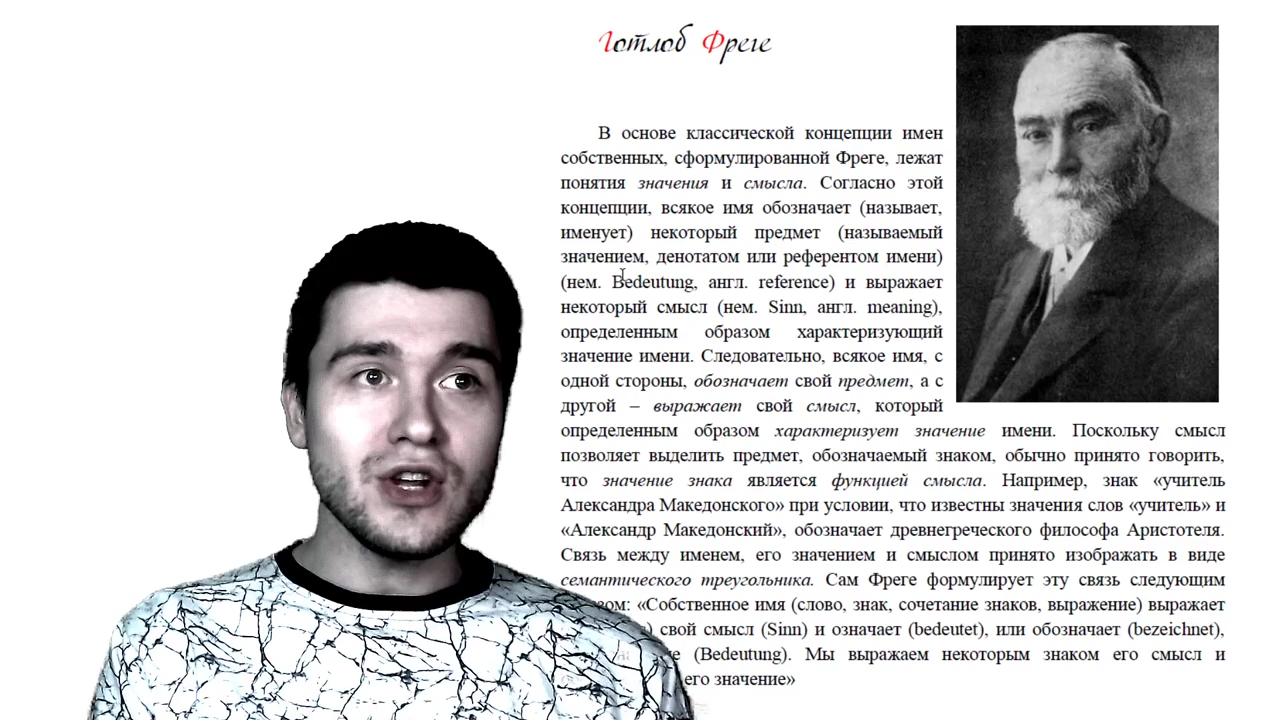 Готлоб Фреге
В основе классической концепции имен
собственных, сформулированной Фреге, лежат
понятия значения и смысла. Согласно этой
концепции, всякое имя обозначает (называет,
именует) некоторый предмет (называемый
значением, денотатом или референтом имени)
(нем. Bedeutung, англ. reference) и выражает
некоторый смысл (нем. Sinn, англ. meaning),
определенным образом характеризующий
значение имени. Следовательно, всякое имя, с
одной стороны, обозначает свой предмет, а с
другой – выражает свой смысл, который
определенным образом характеризует значение имени. Поскольку смысл
позволяет выделить предмет, обозначаемый знаком, обычно принято говорить,
что значение знака является функцией смысла. Например, знак «учитель
Александра Македонского» при условии, что известны значения слов «учитель» и
«Александр Македонский», обозначает древнегреческого философа Аристотеля.
Связь между именем, его значением и смыслом принято изображать в виде
семантического треугольника. Сам Фреге формулирует эту связь следующим
«Собственное имя (слово, знак, сочетание знаков, выражение) выражает
свой смысл (Sinn) и означает (bedeutet), или обозначает (bezeichnet),
(Bedeutung). Мы выражаем некоторым знаком его смысл и
его значение»